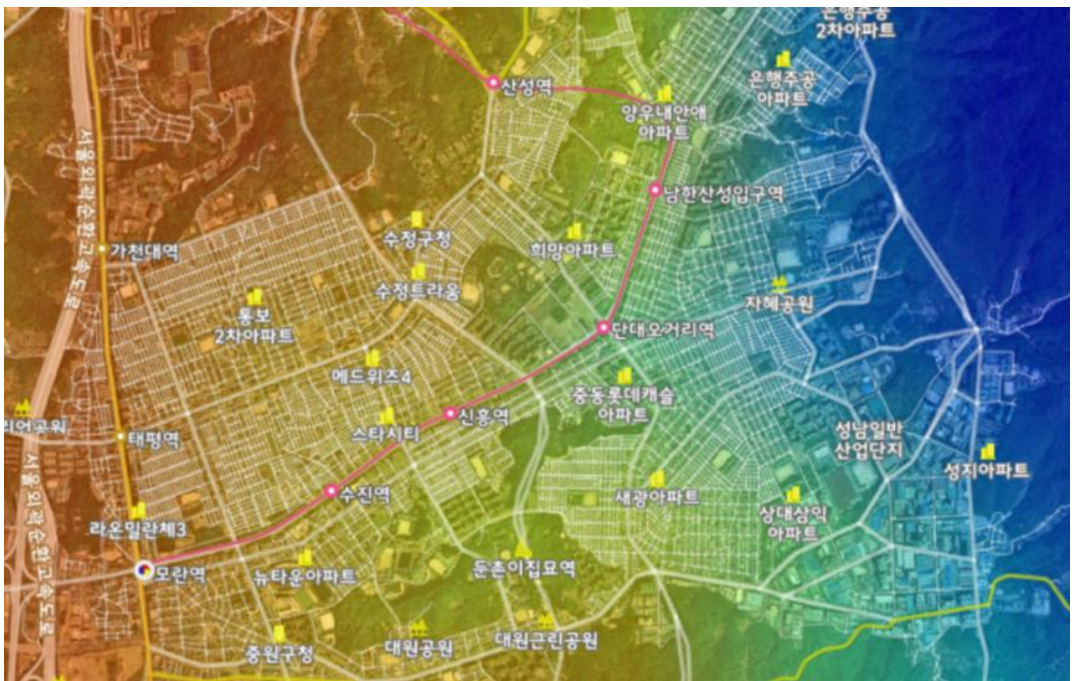 은행주공
2차아파트
은행주공
아파트
산성역
양우내안애
아파트
서울외곽순환고속도로
남한산성입구역
수정구청
희망아파트
가천대역
수정트라움
자혜공원
통보
2차아파트
단대오거리역
메드위즈4
중동롯데캐슬
아파트
신흥역
리어공원
스타시티
태평역
성남일반
산업단지
성지아파트
서울외곽순환고속도로
수진역
새광아파트
상대삼익
아파트
라온밀란체3
모란역
뉴타운아파트
둔촌이집묘역
중원구청
대원공원
대원근린공원